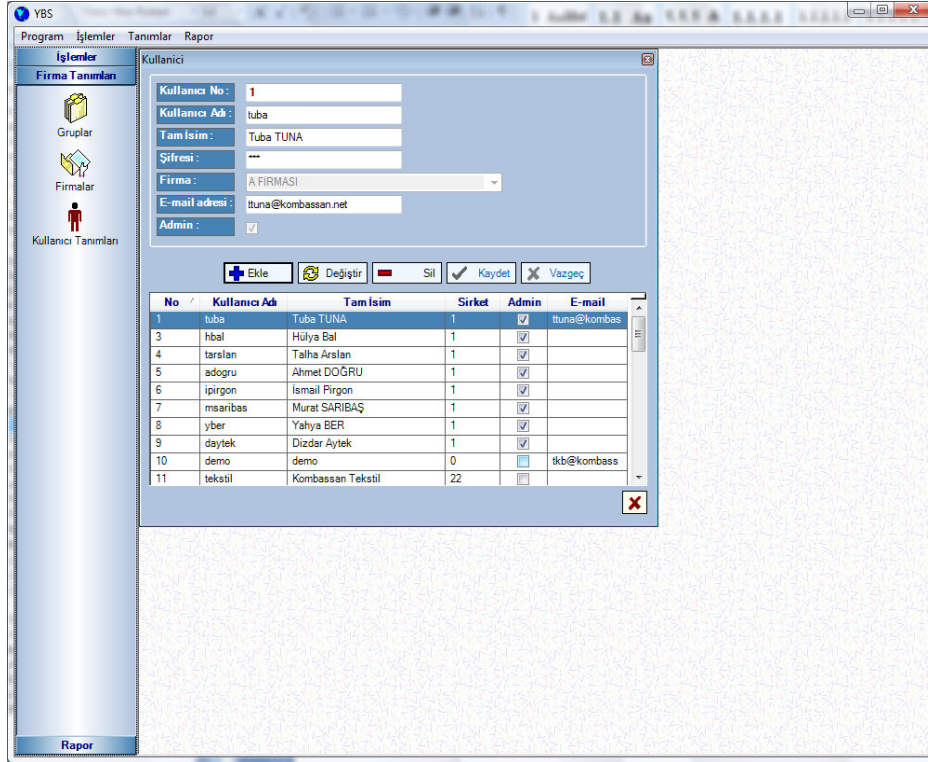 YBS
Program İşlemler Tanımlar Rapor
İşlemler
Firma Tanımları
Gruplar
Firmalar
Kullanıcı Tanımları
Rapor
Kullanici
Kullanıcı No : 1
Kullanıcı Adı : tuba
Tam İsim : Tuba TUNA
Şifresi : ***
Firma : A FİRMASI
E-mail adresi : ttuna@kombassan.net
Admin :
Ekle Değiştir Sil Kaydet Vazgeç
No Kullanıcı Adı Tam İsim Sirket Admin E-mail
1 tuba Tuba TUNA 1 ttuna@kombas
3 hbal Hülya Bal 1
4 tarslan Talha Arslan 1
5 adogru Ahmet DOĞRU 1
6 ipirgon İsmail Pirgon 1
7 msaribas Murat SARIBAŞ 1
8 yber Yahya BER 1
9 daytek Dizdar Aytek 1
10 demo demo 0 tkb@kombass
11 tekstil Kombassan Tekstil 22